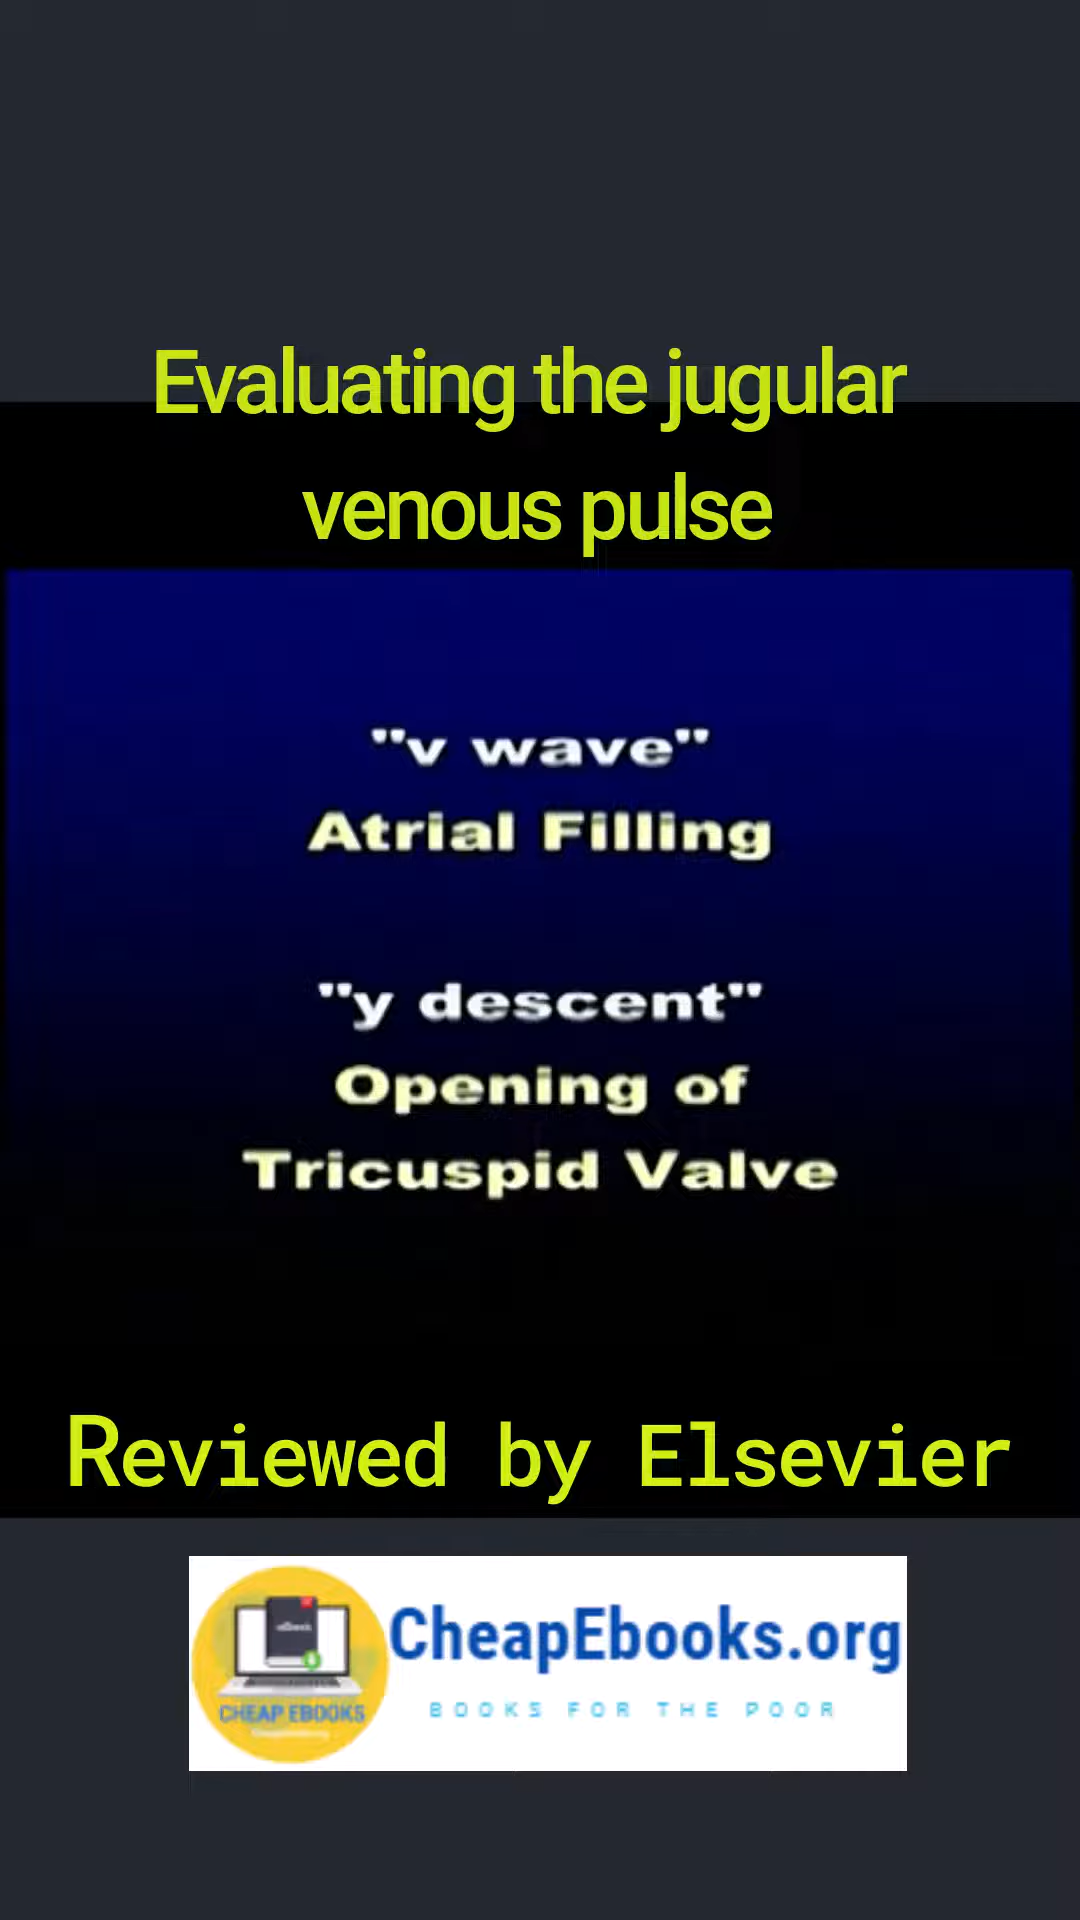 Evaluating the jugular
venous pulse
"v wave"
Atrial Filling
"y descent"
Opening of
Tricuspid Valve
Reviewed by Elsevier
CheapEbooks.org
BOOKS FOR THE POOR
CHEAP EBOOKS